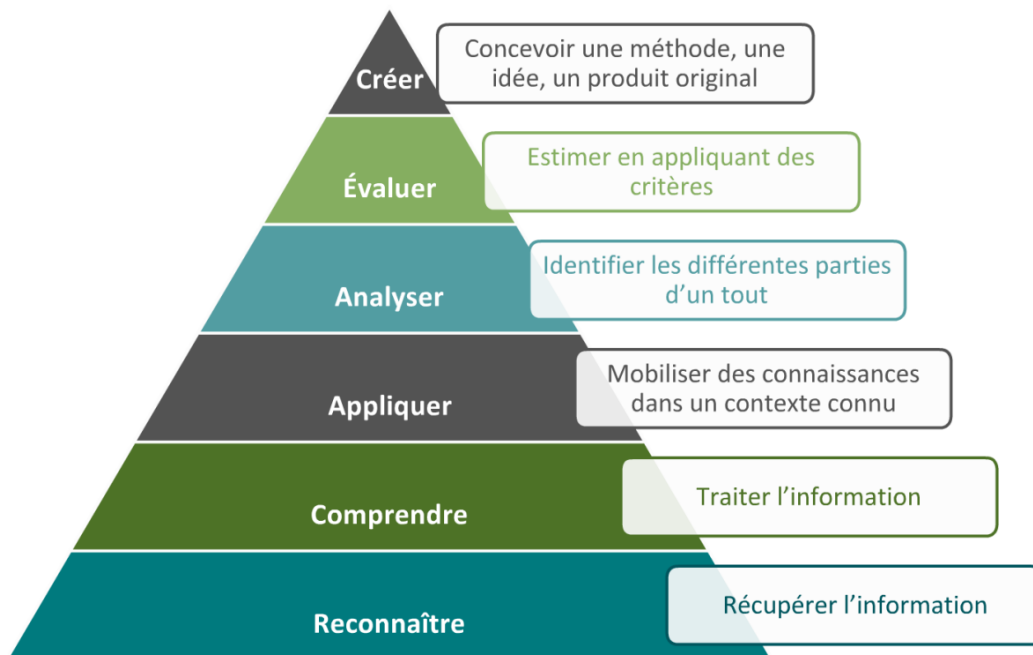 Créer
Concevoir une méthode, une
idée, un produit original
Évaluer
Estimer en appliquant des
critères
Analyser
Identifier les différentes parties
d’un tout
Appliquer
Mobiliser des connaissances
dans un contexte connu
Comprendre
Traiter l’information
Reconnaître
Récupérer l’information